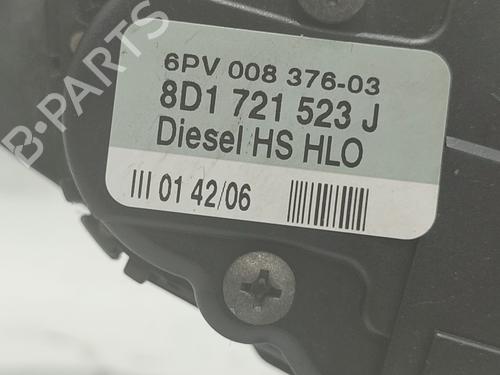 6PV 008 376-03
8D1 721 523 J
Diesel HS HLO
III 01 42/06
B-PARTS